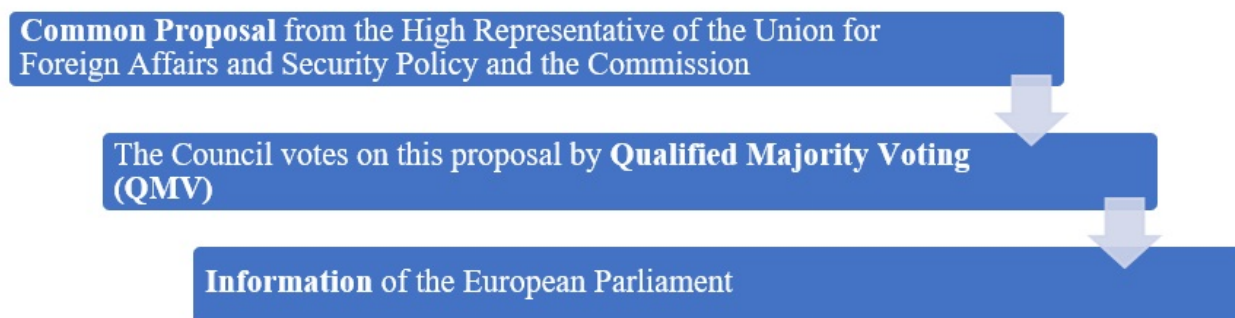 Common Proposal from the High Representative of the Union for
Foreign Affairs and Security Policy and the Commission
The Council votes on this proposal by Qualified Majority Voting
(QMV)
Information of the European Parliament